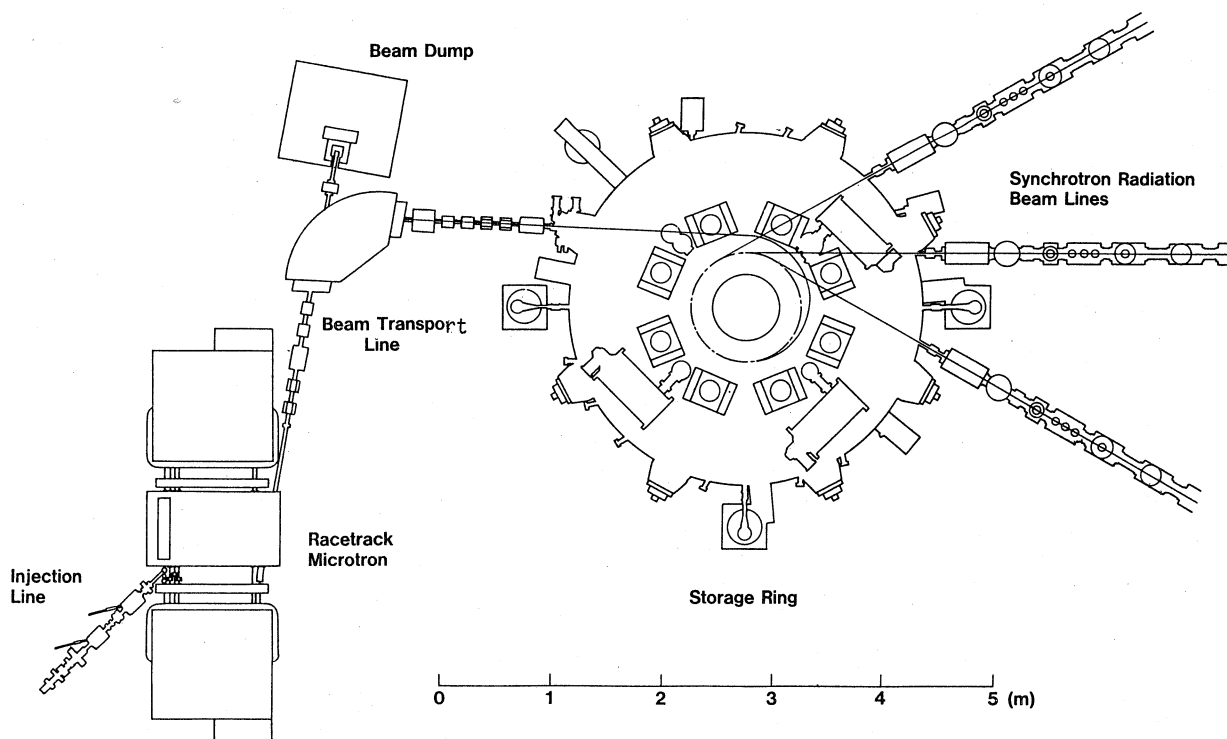 Beam Dump
Synchrotron Radiation
Beam Lines
Beam Transport
Line
Racetrack
Microtron
Injection
Line
Storage Ring
0 1 2 3 4 5 (m)